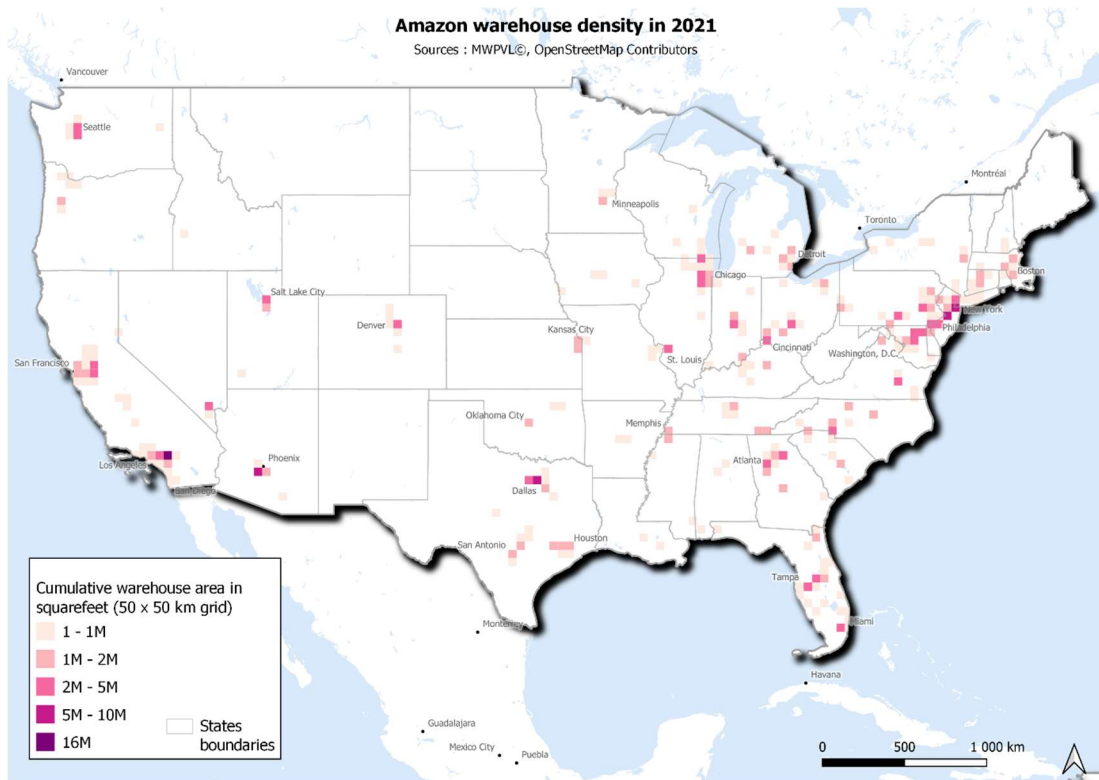 Amazon warehouse density in 2021
Sources : MWPVL©, OpenStreetMap Contributors
Vancouver
Seattle
Montréal
Minneapolis
Toronto
Detroit
Boston
Chicago
Salt Lake City
New York
Denver
Kansas City
Philadelphia
Cincinnati
Washington, D.C.
St. Louis
San Francisco
Oklahoma City
Memphis
Phoenix
Los Angeles
Atlanta
San Diego
Dallas
San Antonio
Houston
Tampa
Miami
Monterrey
Havana
Guadalajara
Mexico City
Puebla
Cumulative warehouse area in
squarefeet (50 x 50 km grid)
1 - 1M
1M - 2M
2M - 5M
5M - 10M
16M
States
boundaries
0 500 1 000 km